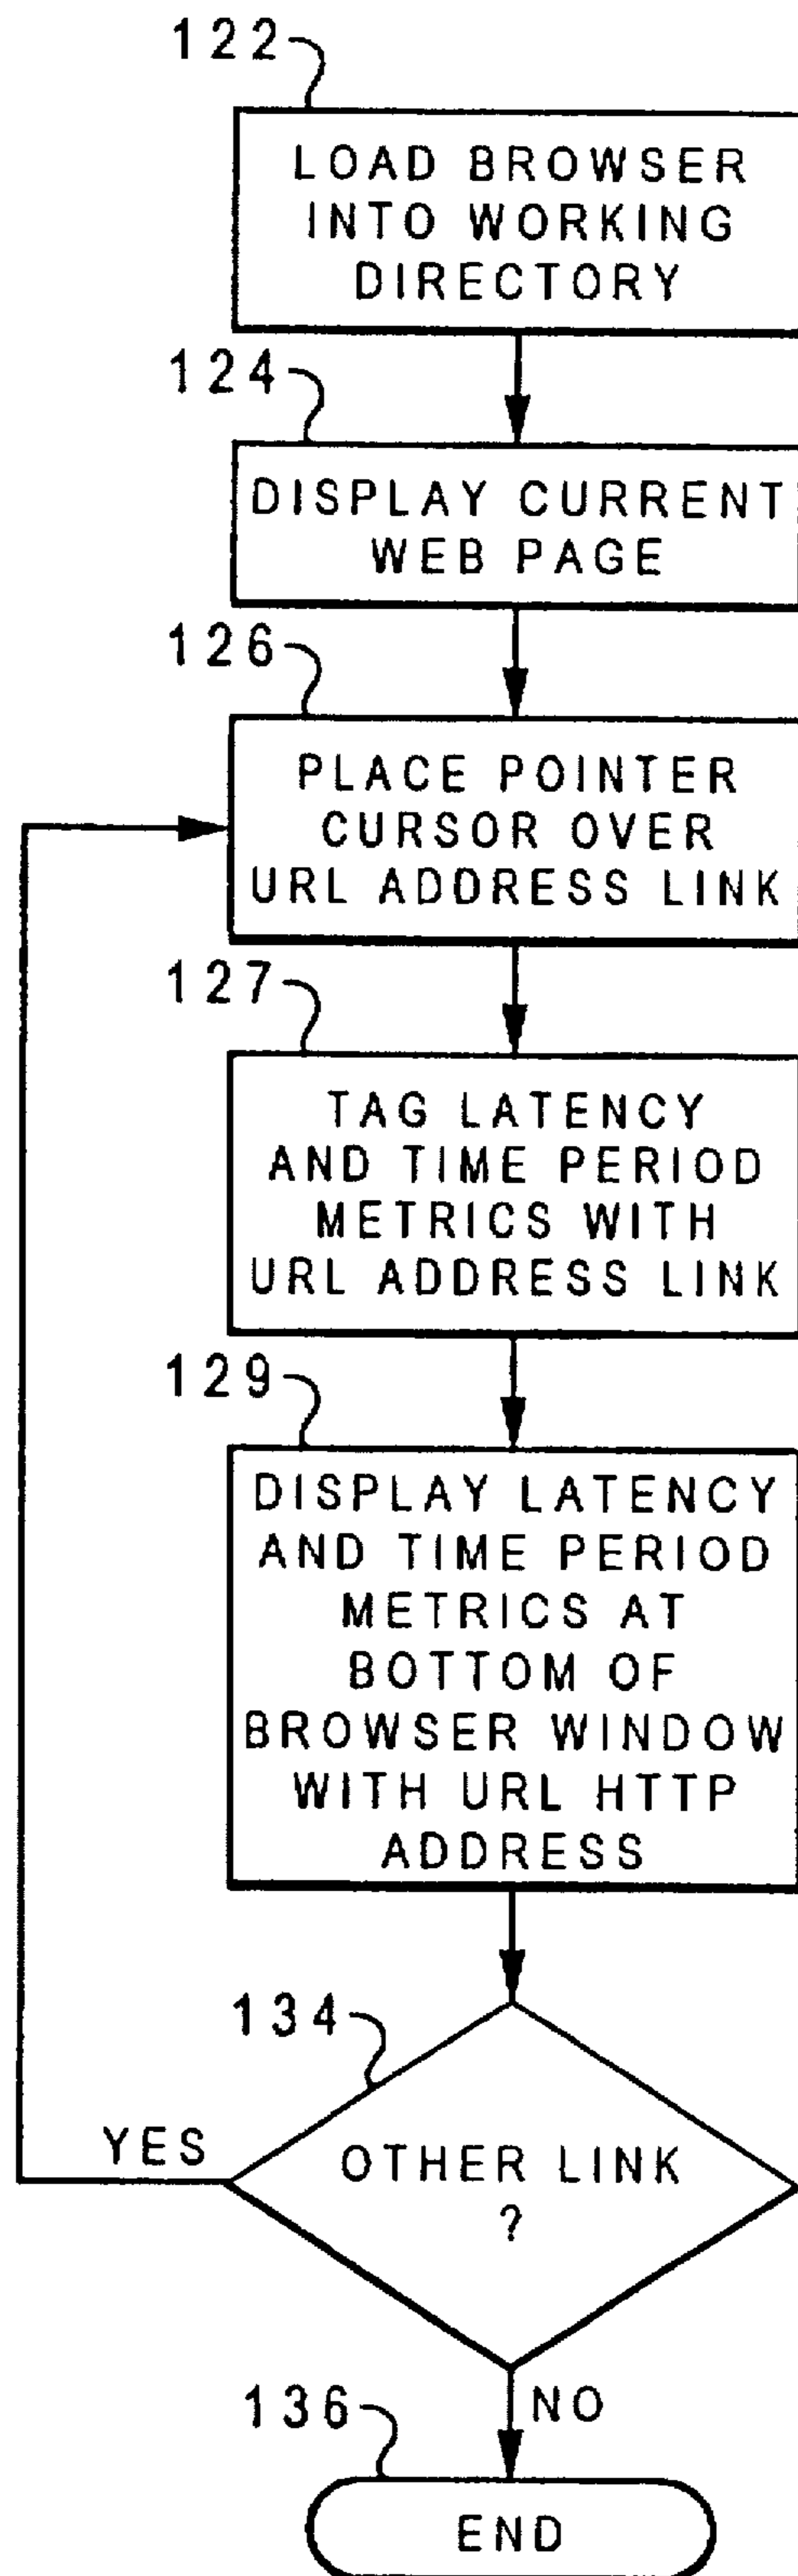 122
LOAD BROWSER
INTO WORKING
DIRECTORY
124
DISPLAY CURRENT
WEB PAGE
126
PLACE POINTER
CURSOR OVER
URL ADDRESS LINK
127
TAG LATENCY
AND TIME PERIOD
METRICS WITH
URL ADDRESS LINK
129
DISPLAY LATENCY
AND TIME PERIOD
METRICS AT
BOTTOM OF
BROWSER WINDOW
WITH URL HTTP
ADDRESS
134
YES
OTHER LINK
?
NO
136
END